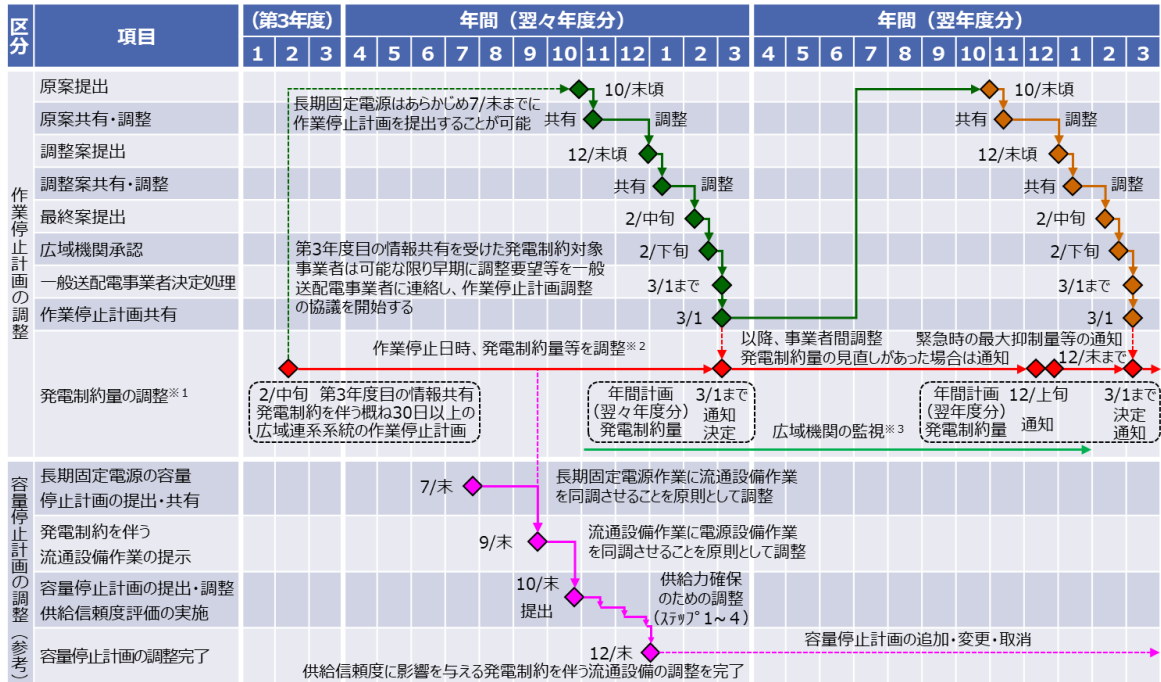 区分 項目 (第3年度) 年間（翌々年度分） 年間（翌年度分）
1 2 3 4 5 6 7 8 9 10 11 12 1 2 3 4 5 6 7 8 9 10 11 12 1 2 3
作業停止計画の調整
原案提出 10/末頃 10/末頃
長期固定電源はあらかじめ7/末までに
作業停止計画を提出することが可能
原案共有・調整 共有 調整 共有 調整
調整案提出 12/末頃 12/末頃
調整案共有・調整 共有 調整 共有 調整
最終案提出 2/中旬 2/中旬
広域機関承認 2/下旬 2/下旬
第3年度目の情報共有を受けた発電制約対象
事業者は可能な限り早期に調整要望等を一般
送配電事業者に連絡し、作業停止計画調整
の協議を開始する
一般送配電事業者決定処理 3/1まで 3/1まで
作業停止計画共有 3/1 3/1
発電制約量の調整※1
作業停止日時、発電制約量等を調整※2
以降、事業者間調整
発電制約量の見直しがあった場合は通知
緊急時の最大抑制量等の通知
12/末まで
2/中旬 第3年度目の情報共有
発電制約を伴う概ね30日以上の
広域連系系統の作業停止計画
年間計画
(翌々年度分)
発電制約量
3/1まで
通知
決定
年間計画
(翌年度分)
発電制約量
12/上旬
通知
3/1まで
決定
通知
広域機関の監視※3
容量停止計画の調整（参考）
長期固定電源の容量
停止計画の提出・共有
7/末
長期固定電源作業に流通設備作業
を同調させることを原則として調整
発電制約を伴う
流通設備作業の提示
9/末
流通設備作業に電源設備作業
を同調させることを原則として調整
容量停止計画の提出・調整
供給信頼度評価の実施
10/末
提出
供給力確保
のための調整
(ｽﾃｯﾌﾟ1～4)
容量停止計画の調整完了
12/末
容量停止計画の追加・変更・取消
供給信頼度に影響を与える発電制約を伴う流通設備の調整を完了